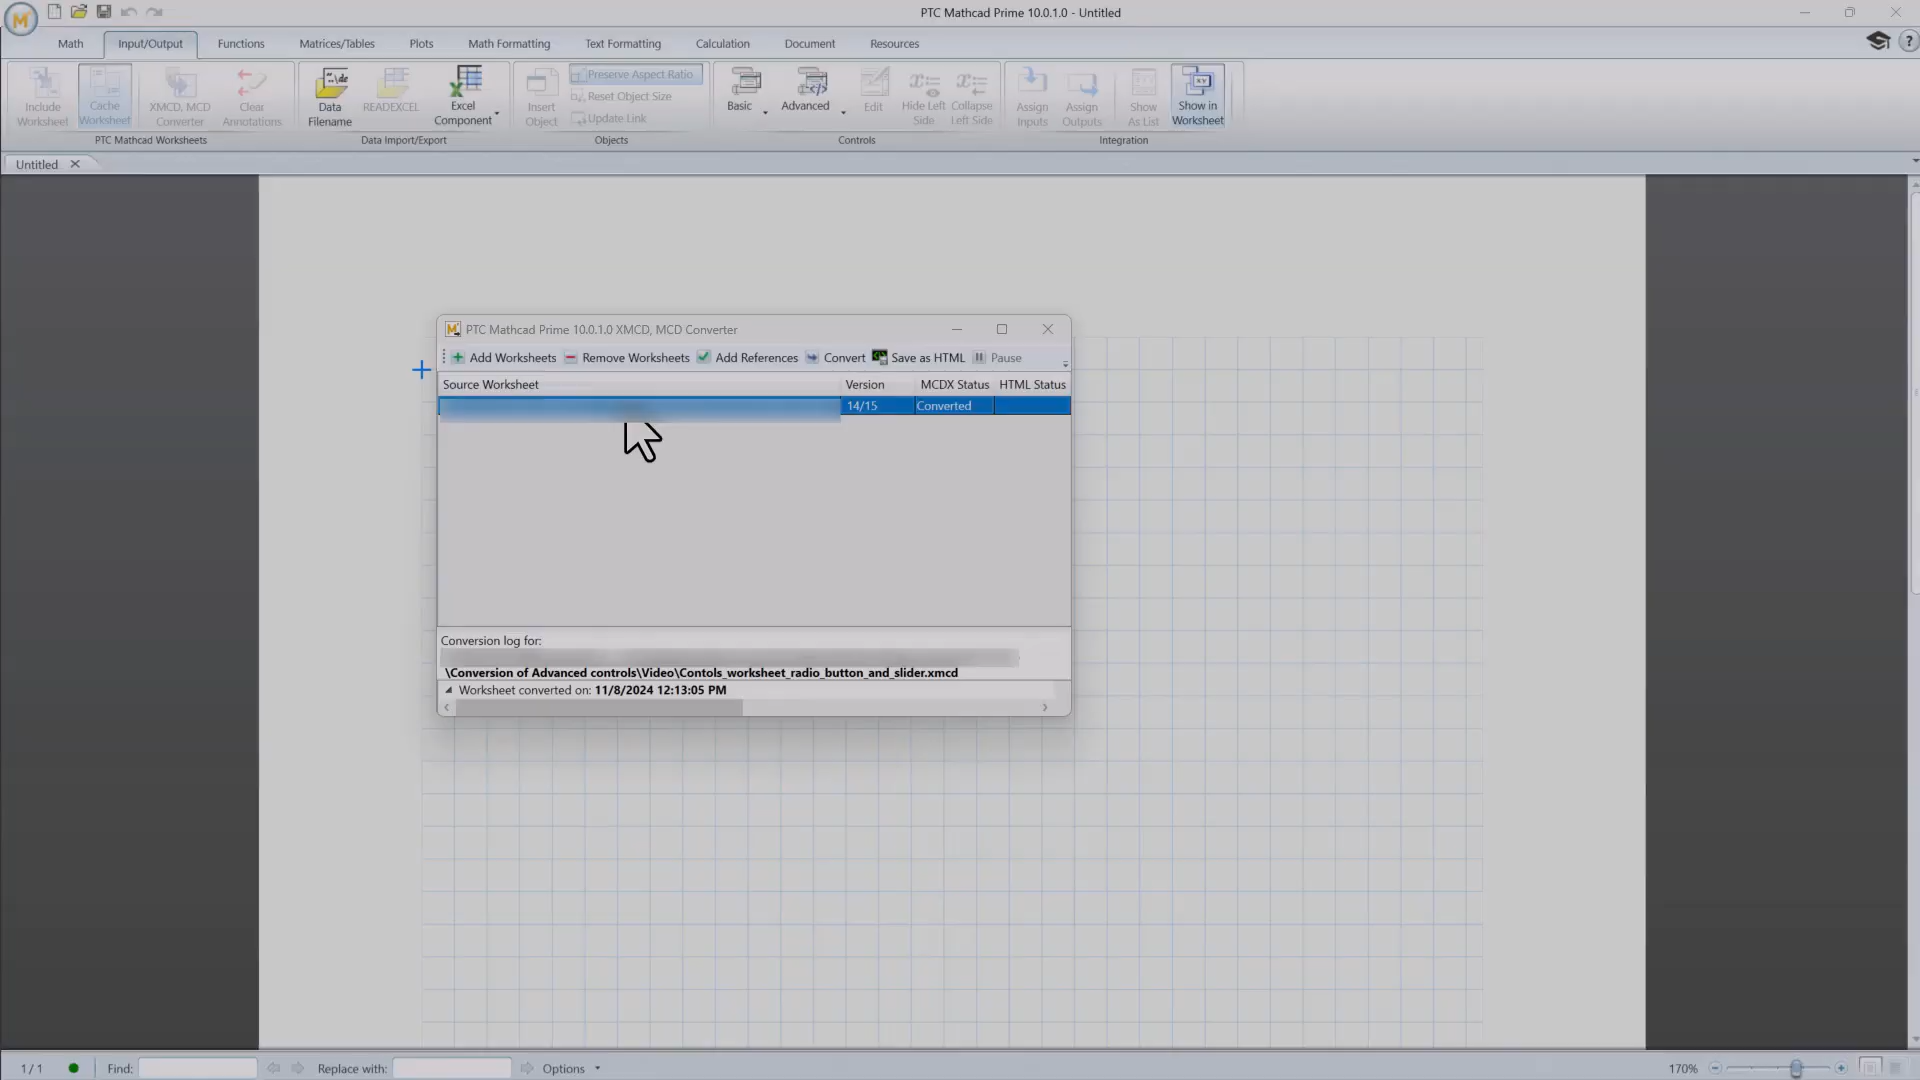 PTC Mathcad Prime 10.0.1.0 - Untitled
Math Input/Output Functions Matrices/Tables Plots Math Formatting Text Formatting Calculation Document Resources
Include Worksheet
Cache Worksheet
XMCD, MCD Converter
Clear Annotations
PTC Mathcad Worksheets
Data Filename
READEXCEL
Excel Component
Data Import/Export
Insert Object
Preserve Aspect Ratio
Reset Object Size
Update Link
Objects
Basic
Advanced
Edit
Hide Left Side
Collapse Left Side
Controls
Assign Inputs
Assign Outputs
Show As List
Show in Worksheet
Integration
Untitled
PTC Mathcad Prime 10.0.1.0 XMCD, MCD Converter
Add Worksheets Remove Worksheets Add References Convert Save as HTML Pause
Source Worksheet Version MCDX Status HTML Status
14/15 Converted
Conversion log for:
\Conversion of Advanced controls\Video\Contols_worksheet_radio_button_and_slider.xmcd
Worksheet converted on: 11/8/2024 12:13:05 PM
1 / 1 Find: Replace with: Options 170%